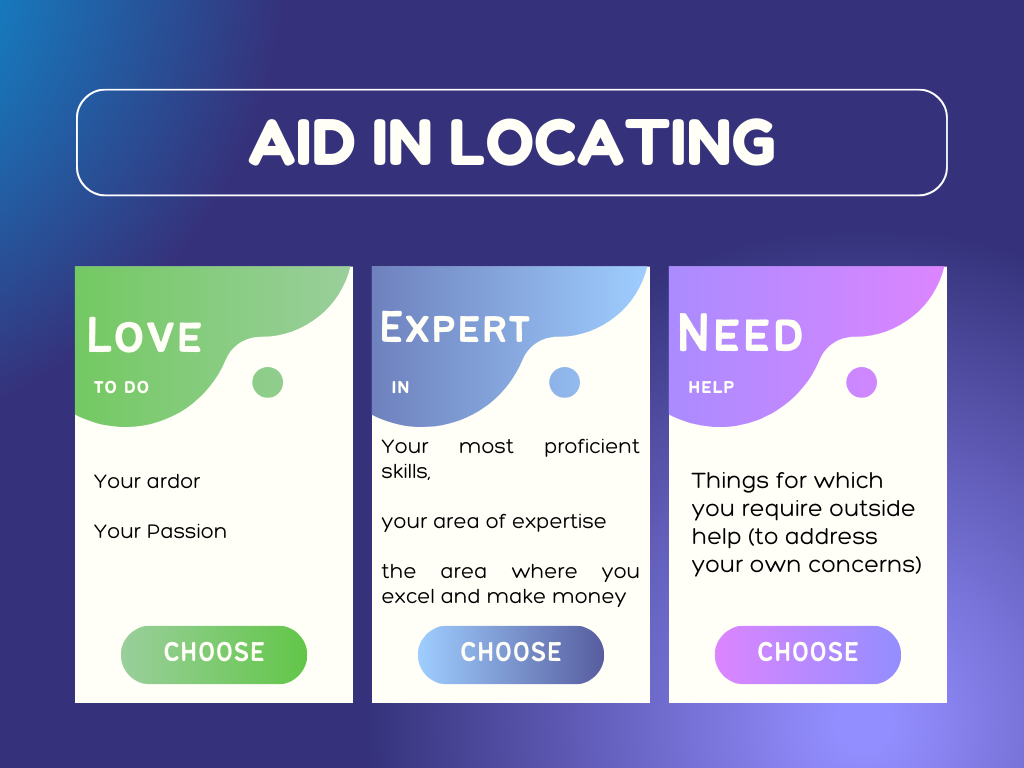 AID IN LOCATING
LOVE
TO DO
Your ardor
Your Passion
CHOOSE
EXPERT
IN
Your most proficient
skills,
your area of expertise
the area where you
excel and make money
CHOOSE
NEED
HELP
Things for which
you require outside
help (to address
your own concerns)
CHOOSE